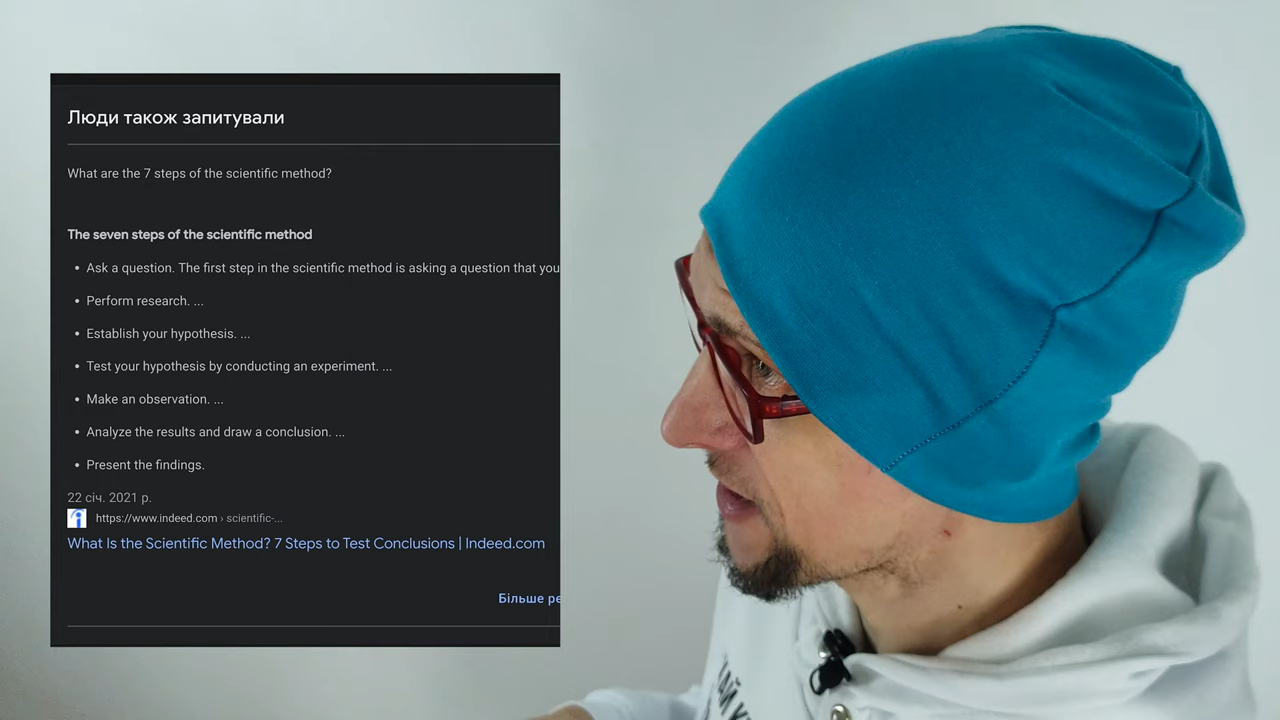 Люди також запитували
What are the 7 steps of the scientific method?
The seven steps of the scientific method
• Ask a question. The first step in the scientific method is asking a question that you
• Perform research. ...
• Establish your hypothesis. ...
• Test your hypothesis by conducting an experiment. ...
• Make an observation. ...
• Analyze the results and draw a conclusion. ...
• Present the findings.
22 січ. 2021 р.
https://www.indeed.com › scientific-...
What Is the Scientific Method? 7 Steps to Test Conclusions | Indeed.com
Більше ре